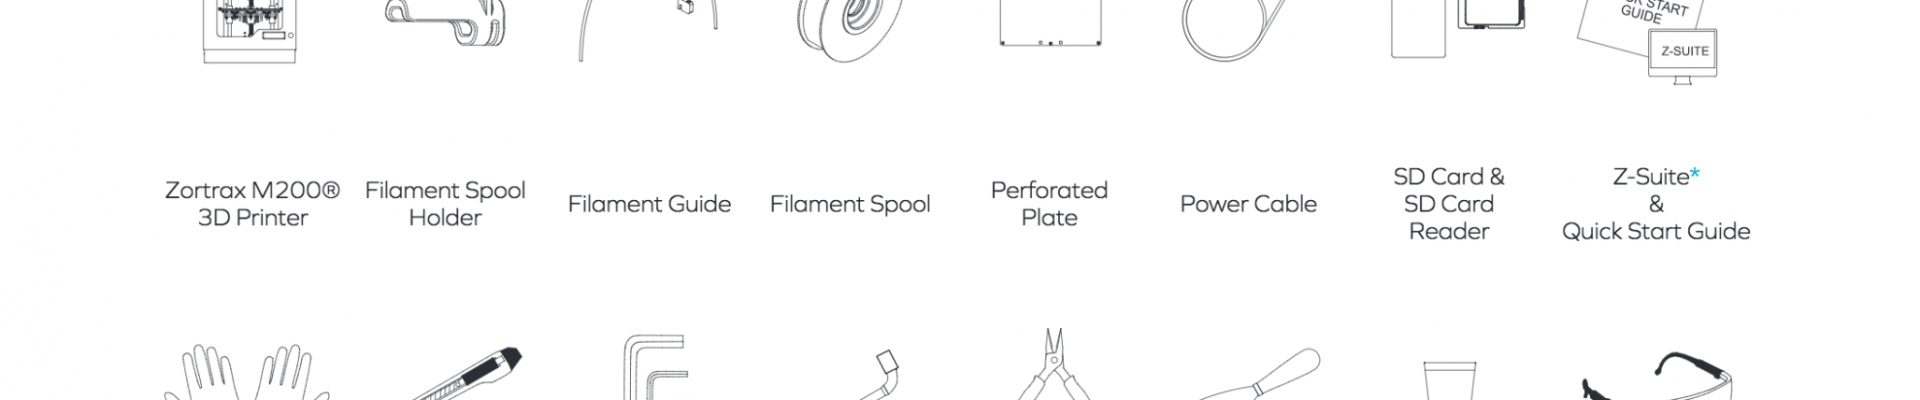 START
GUIDE
Z-SUITE
Zortrax M200®
3D Printer
Filament Spool
Holder
Filament Guide
Filament Spool
Perforated
Plate
Power Cable
SD Card &
SD Card
Reader
Z-Suite*
&
Quick Start Guide